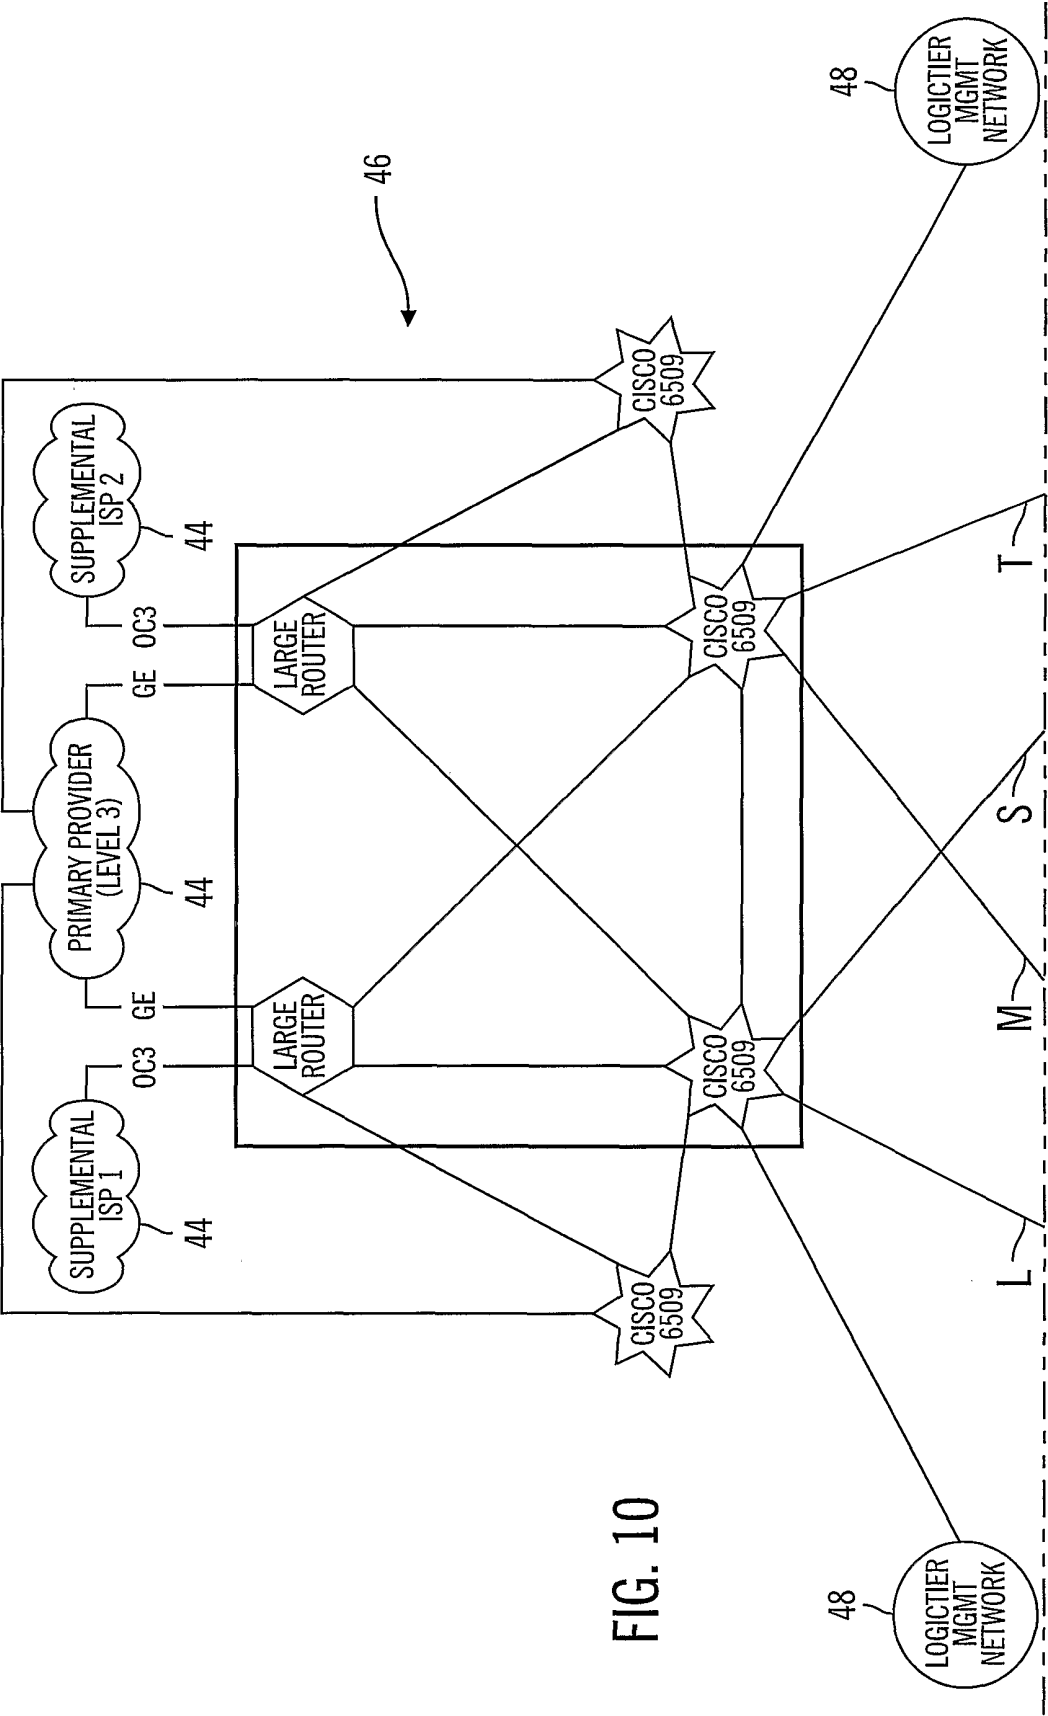 SUPPLEMENTAL
ISP 1
44
PRIMARY PROVIDER
(LEVEL 3)
44
SUPPLEMENTAL
ISP 2
44
OC3
GE
GE
OC3
LARGE
ROUTER
LARGE
ROUTER
46
CISCO
6509
CISCO
6509
CISCO
6509
CISCO
6509
48
LOGICTIER
MGMT
NETWORK
48
LOGICTIER
MGMT
NETWORK
L
M
S
T
FIG. 10